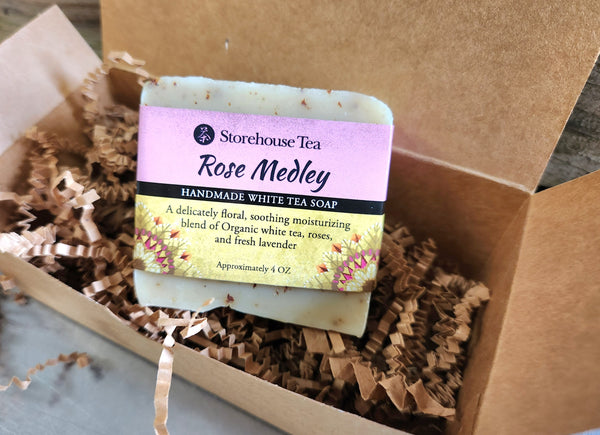 茶 Storehouse Tea
Rose Medley
HANDMADE WHITE TEA SOAP
A delicately floral, soothing moisturizing
blend of Organic white tea, roses,
and fresh lavender
Approximately 4 OZ